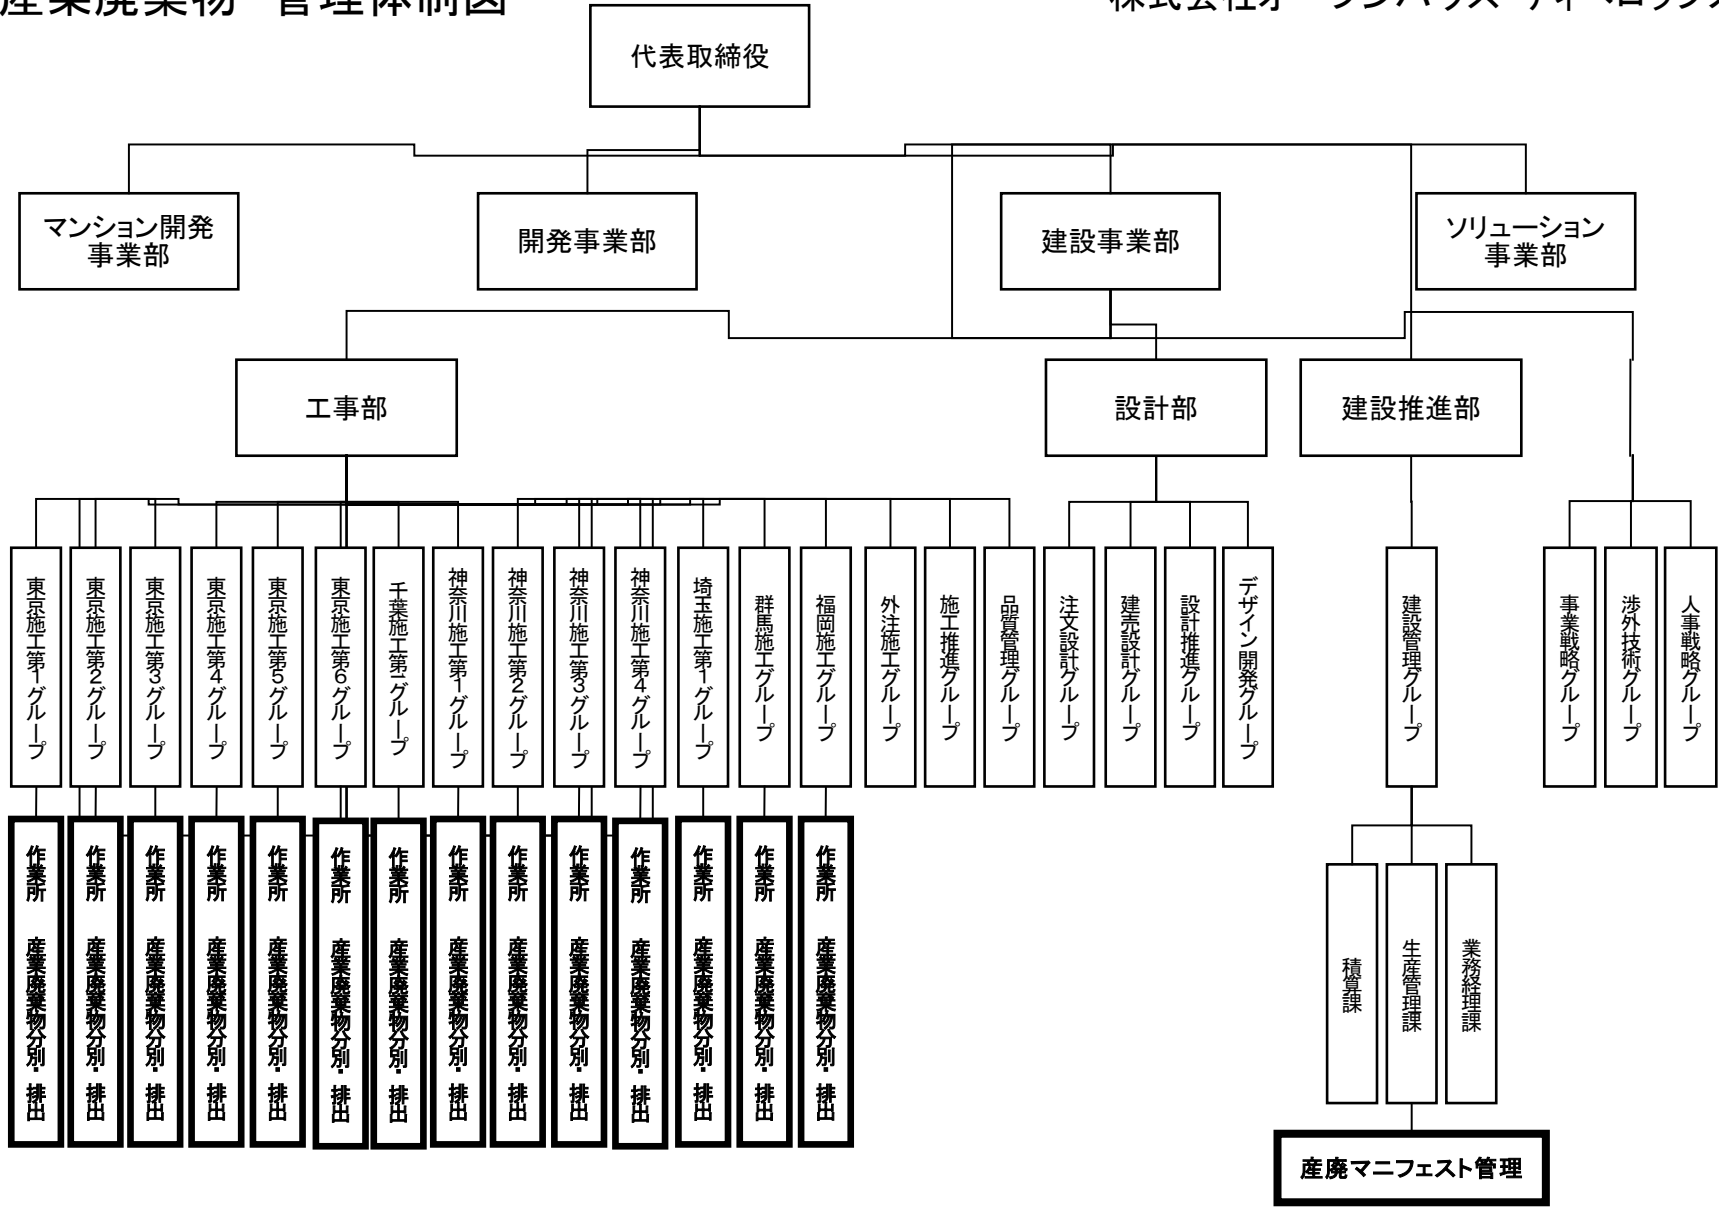 産業廃棄物 管理体制図
株式会社オープンハウス・ディベロップメ
代表取締役
マンション開発
事業部
開発事業部
建設事業部
ソリューション
事業部
工事部
設計部
建設推進部
東京施工第1グループ
東京施工第2グループ
東京施工第3グループ
東京施工第4グループ
東京施工第5グループ
東京施工第6グループ
千葉施工第1グループ
神奈川施工第1グループ
神奈川施工第2グループ
神奈川施工第3グループ
神奈川施工第4グループ
埼玉施工第1グループ
群馬施工グループ
福岡施工グループ
外注施工グループ
施工推進グループ
品質管理グループ
注文設計グループ
建売設計グループ
設計推進グループ
デザイン開発グループ
建設管理グループ
事業戦略グループ
渉外技術グループ
人事戦略グループ
作業所 産業廃棄物分別・排出
作業所 産業廃棄物分別・排出
作業所 産業廃棄物分別・排出
作業所 産業廃棄物分別・排出
作業所 産業廃棄物分別・排出
作業所 産業廃棄物分別・排出
作業所 産業廃棄物分別・排出
作業所 産業廃棄物分別・排出
作業所 産業廃棄物分別・排出
作業所 産業廃棄物分別・排出
作業所 産業廃棄物分別・排出
作業所 産業廃棄物分別・排出
作業所 産業廃棄物分別・排出
作業所 産業廃棄物分別・排出
積算課
生産管理課
業務経理課
産廃マニフェスト管理